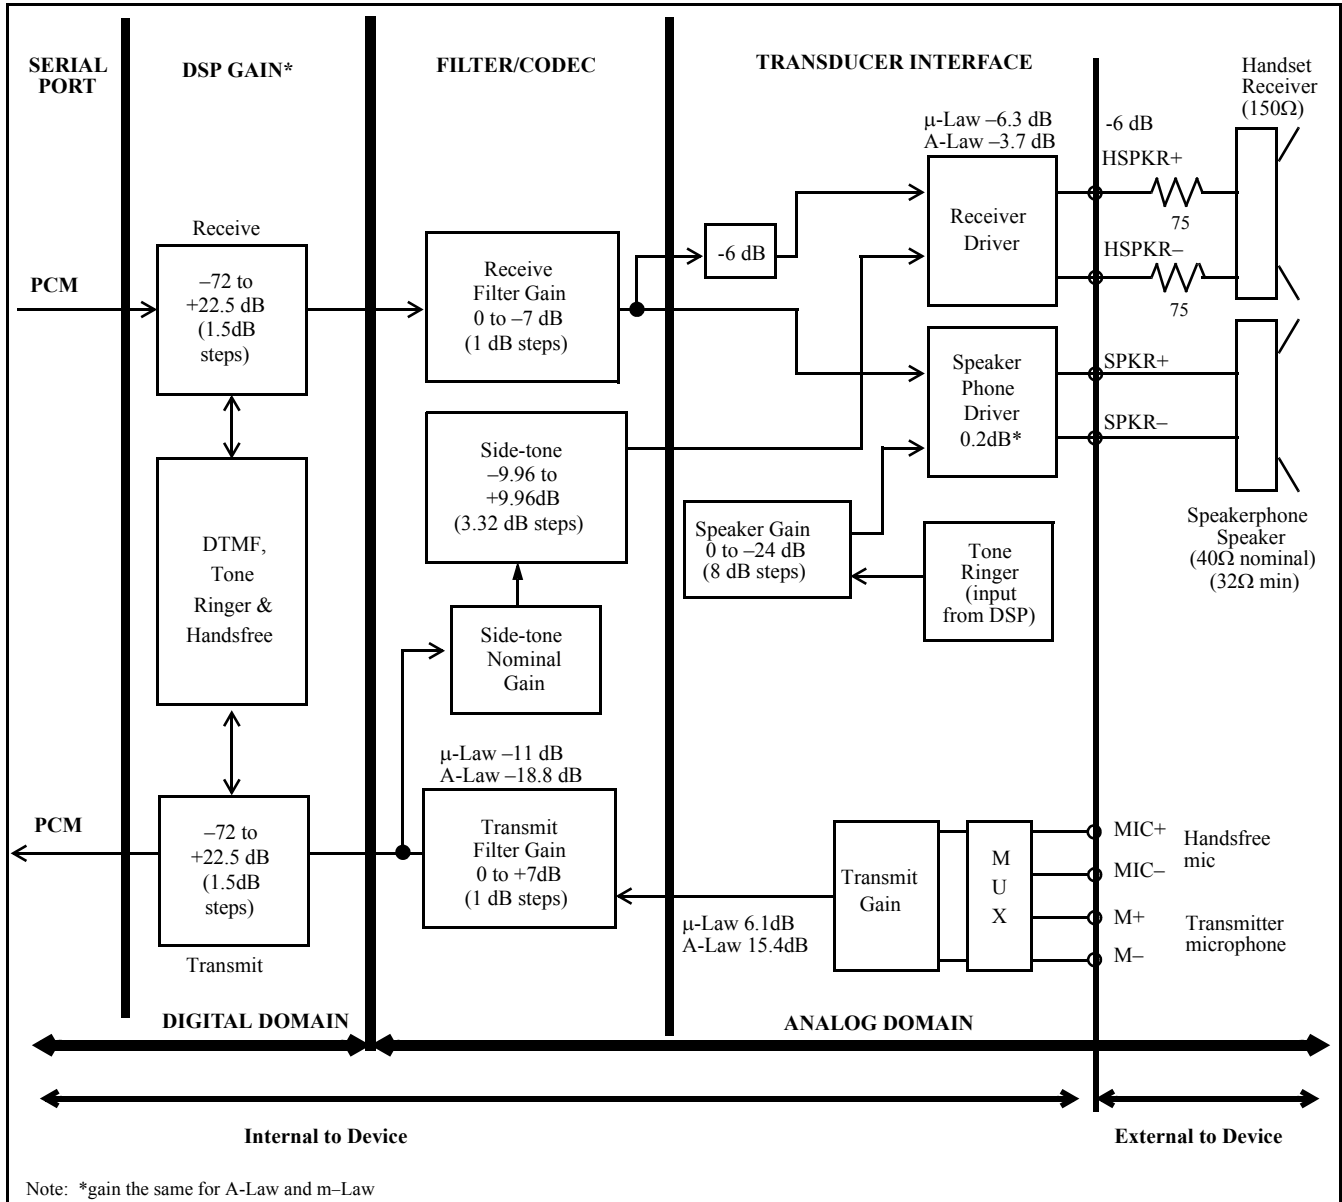 SERIAL
PORT
DSP GAIN*
FILTER/CODEC
TRANSDUCER INTERFACE
Handset
Receiver
(150Ω)
μ-Law –6.3 dB
A-Law –3.7 dB
-6 dB
HSPKR+
75
HSPKR–
75
Receive
PCM
–72 to
+22.5 dB
(1.5dB
steps)
Receive
Filter Gain
0 to –7 dB
(1 dB steps)
-6 dB
Receiver
Driver
Speaker
Phone
Driver
0.2dB*
SPKR+
SPKR–
Side-tone
–9.96 to
+9.96dB
(3.32 dB steps)
Speaker Gain
0 to –24 dB
(8 dB steps)
Tone
Ringer
(input
from DSP)
Speakerphone
Speaker
(40Ω nominal)
(32Ω min)
DTMF,
Tone
Ringer &
Handsfree
Side-tone
Nominal
Gain
μ-Law –11 dB
A-Law –18.8 dB
PCM
–72 to
+22.5 dB
(1.5dB
steps)
Transmit
Transmit
Filter Gain
0 to +7dB
(1 dB steps)
μ-Law 6.1dB
A-Law 15.4dB
Transmit
Gain
M
U
X
MIC+
MIC–
Handsfree
mic
M+
M–
Transmitter
microphone
DIGITAL DOMAIN
ANALOG DOMAIN
Internal to Device
External to Device
Note: *gain the same for A-Law and m–Law